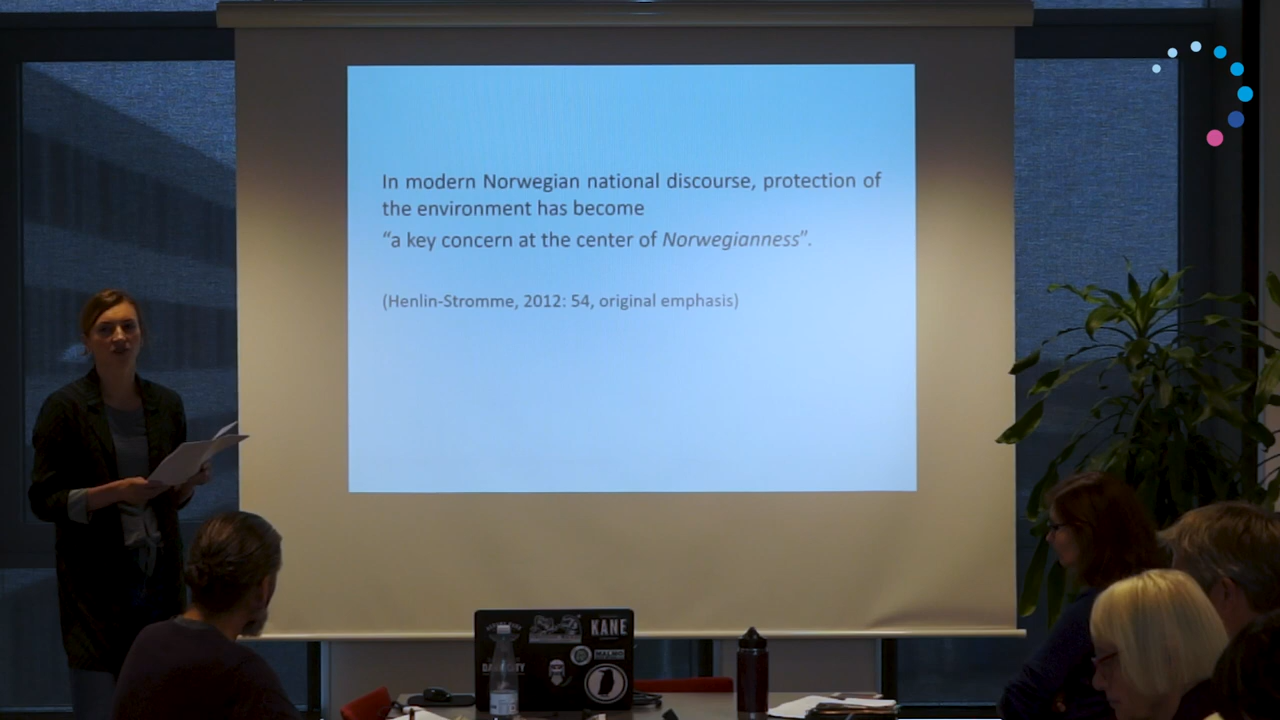 In modern Norwegian national discourse, protection of
the environment has become
“a key concern at the center of Norwegianness”.
(Henlin-Stromme, 2012: 54, original emphasis)
KANE
MALMÖ